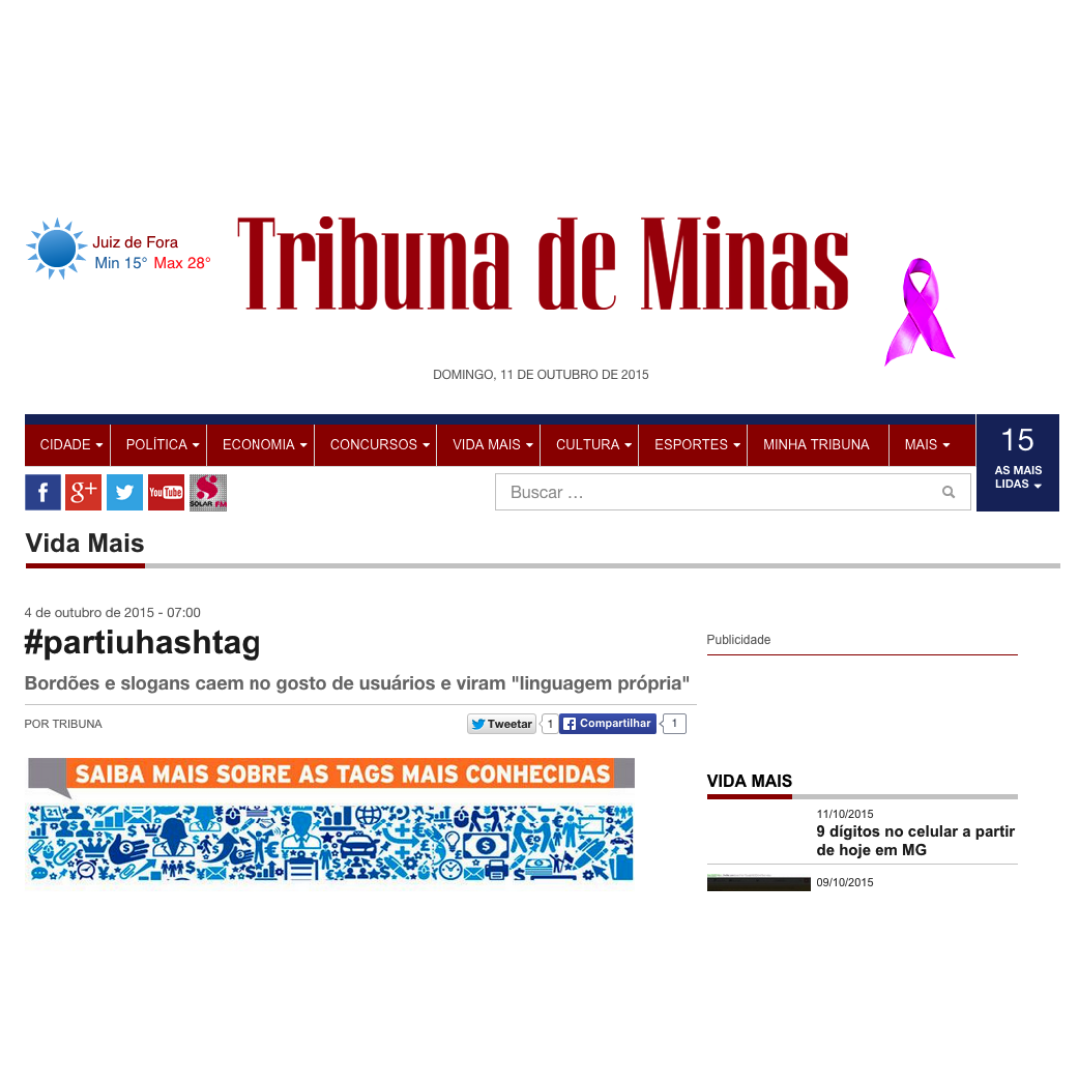 Juiz de Fora
Min 15° Max 28°
Tribuna de Minas
DOMINGO, 11 DE OUTUBRO DE 2015
CIDADE
POLÍTICA
ECONOMIA
CONCURSOS
VIDA MAIS
CULTURA
ESPORTES
MINHA TRIBUNA
MAIS
15
AS MAIS
LIDAS
f
g+
YouTube
S
SOLAR FM
Buscar ...
Vida Mais
4 de outubro de 2015 - 07:00
#partiuhashtag
Bordões e slogans caem no gosto de usuários e viram "linguagem própria"
POR TRIBUNA
Tweetar 1
Compartilhar 1
SAIBA MAIS SOBRE AS TAGS MAIS CONHECIDAS
Publicidade
VIDA MAIS
11/10/2015
9 dígitos no celular a partir
de hoje em MG
09/10/2015